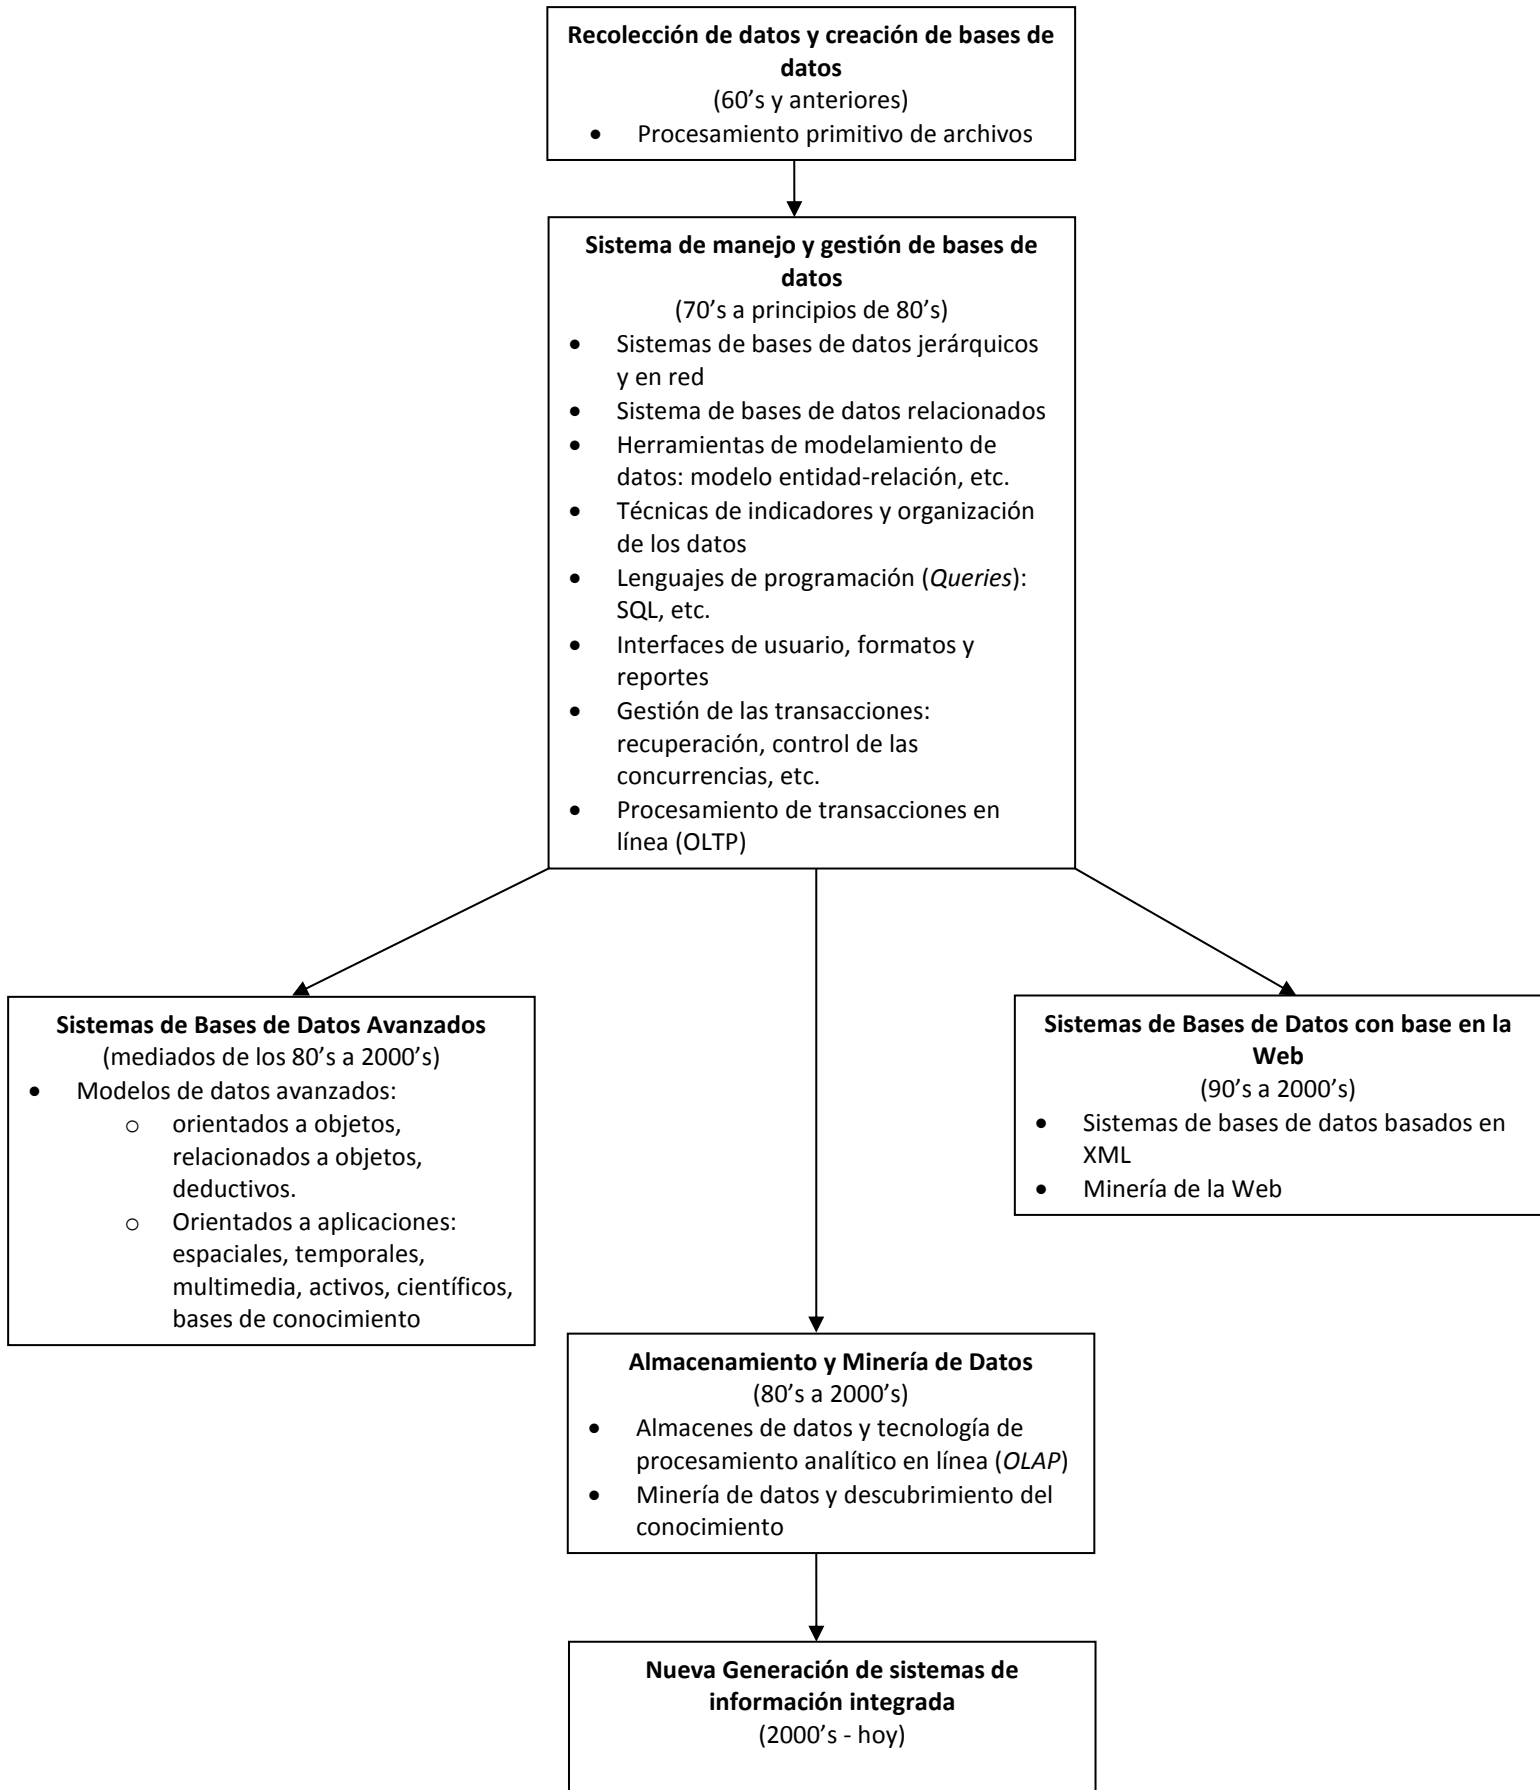 Recolección de datos y creación de bases de
datos
(60’s y anteriores)
• Procesamiento primitivo de archivos
Sistema de manejo y gestión de bases de
datos
(70’s a principios de 80’s)
• Sistemas de bases de datos jerárquicos
y en red
• Sistema de bases de datos relacionados
• Herramientas de modelamiento de
datos: modelo entidad-relación, etc.
• Técnicas de indicadores y organización
de los datos
• Lenguajes de programación (Queries):
SQL, etc.
• Interfaces de usuario, formatos y
reportes
• Gestión de las transacciones:
recuperación, control de las
concurrencias, etc.
• Procesamiento de transacciones en
línea (OLTP)
Sistemas de Bases de Datos Avanzados
(mediados de los 80’s a 2000’s)
• Modelos de datos avanzados:
o orientados a objetos,
relacionados a objetos,
deductivos.
o Orientados a aplicaciones:
espaciales, temporales,
multimedia, activos, científicos,
bases de conocimiento
Sistemas de Bases de Datos con base en la
Web
(90’s a 2000’s)
• Sistemas de bases de datos basados en
XML
• Minería de la Web
Almacenamiento y Minería de Datos
(80’s a 2000’s)
• Almacenes de datos y tecnología de
procesamiento analítico en línea (OLAP)
• Minería de datos y descubrimiento del
conocimiento
Nueva Generación de sistemas de
información integrada
(2000’s - hoy)